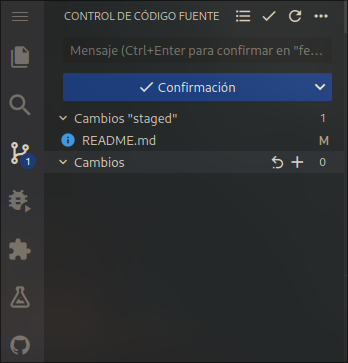 CONTROL DE CÓDIGO FUENTE
Mensaje (Ctrl+Enter para confirmar en "fe…
Confirmación
Cambios "staged"
1
README.md
M
1
Cambios
0